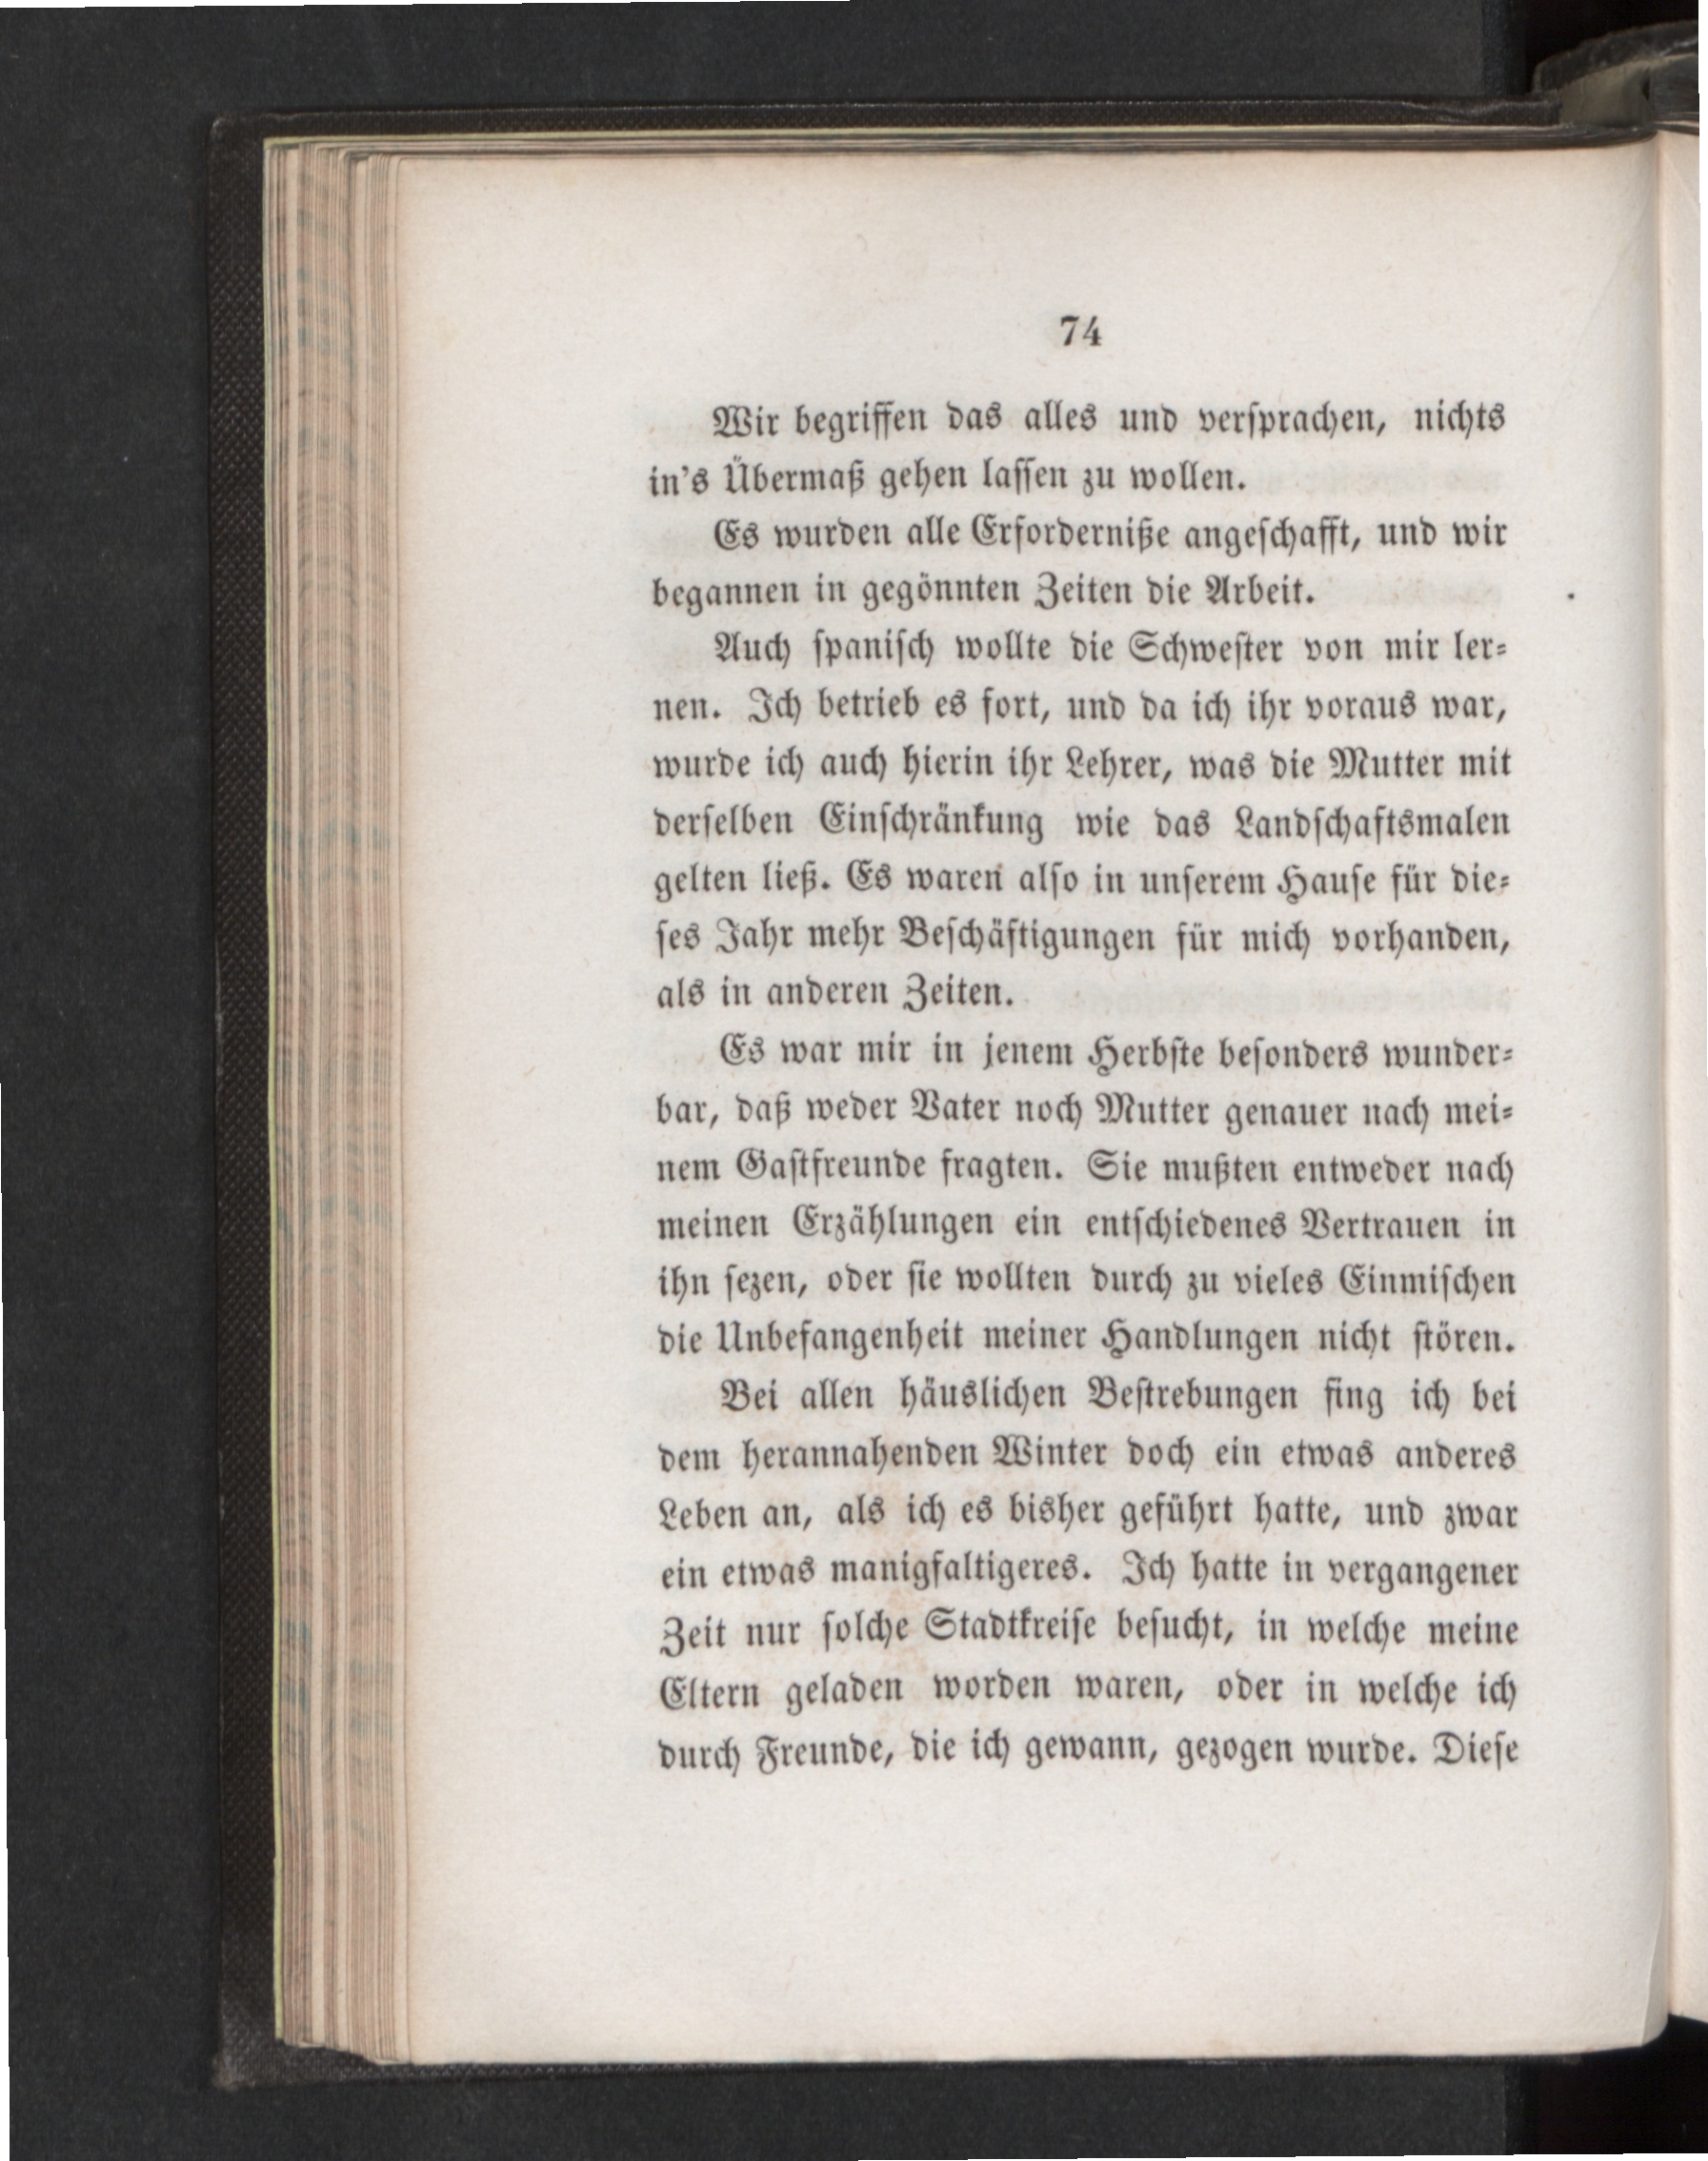 74
Wir begriffen das alles und verſprachen, nichts
in's Übermaß gehen laſſen zu wollen.
Es wurden alle Erforderniße angeſchafft, und wir
begannen in gegönnten Zeiten die Arbeit.
Auch ſpaniſch wollte die Schweſter von mir ler⸗
nen. Ich betrieb es fort, und da ich ihr voraus war,
wurde ich auch hierin ihr Lehrer, was die Mutter mit
derſelben Einſchränkung wie das Landſchaftsmalen
gelten ließ. Es waren alſo in unſerem Hauſe für die⸗
ſes Jahr mehr Beſchäftigungen für mich vorhanden,
als in anderen Zeiten.
Es war mir in jenem Herbſte beſonders wunder⸗
bar, daß weder Vater noch Mutter genauer nach mei⸗
nem Gaſtfreunde fragten. Sie mußten entweder nach
meinen Erzählungen ein entſchiedenes Vertrauen in
ihn ſezen, oder ſie wollten durch zu vieles Einmiſchen
die Unbefangenheit meiner Handlungen nicht ſtören.
Bei allen häuslichen Beſtrebungen fing ich bei
dem herannahenden Winter doch ein etwas anderes
Leben an, als ich es bisher geführt hatte, und zwar
ein etwas manigfaltigeres. Ich hatte in vergangener
Zeit nur ſolche Stadtkreiſe beſucht, in welche meine
Eltern geladen worden waren, oder in welche ich
durch Freunde, die ich gewann, gezogen wurde. Dieſe